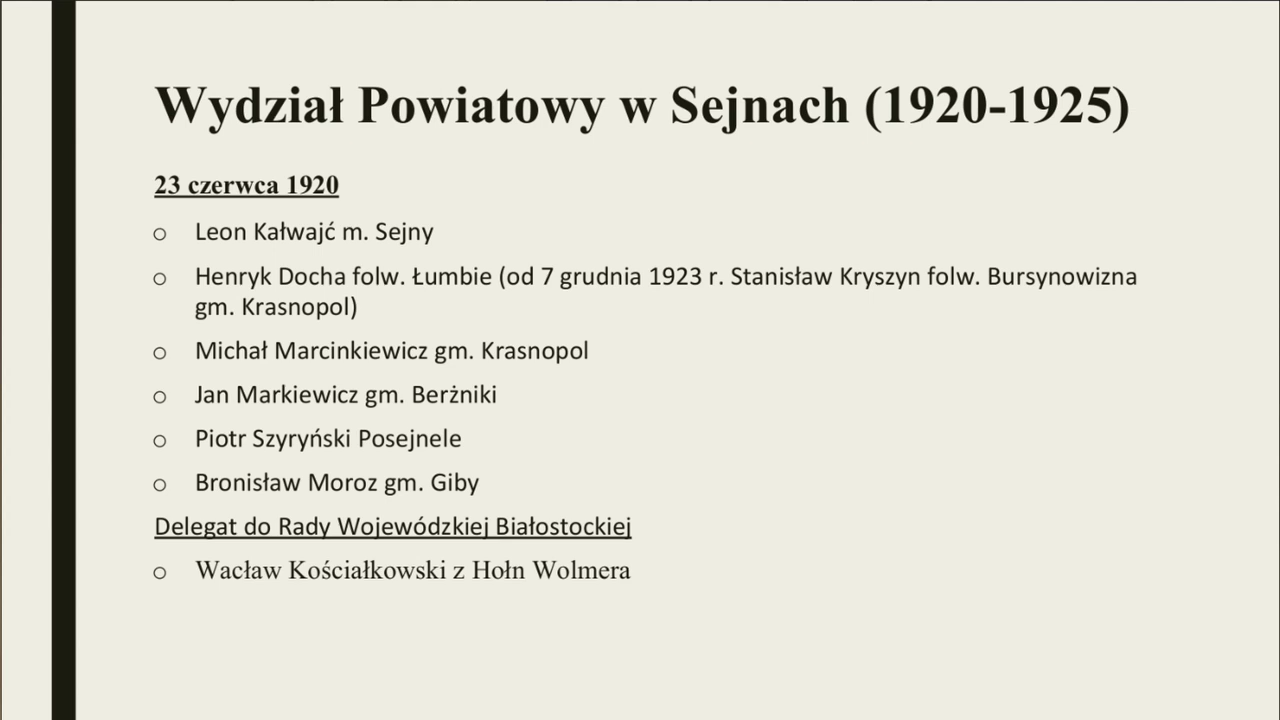 Wydział Powiatowy w Sejnach (1920-1925)
23 czerwca 1920
○ Leon Kaławajć m. Sejny
○ Henryk Docha folw. Łumbie (od 7 grudnia 1923 r. Stanisław Kryszyn folw. Bursynowizna
gm. Krasnopol)
○ Michał Marcinkiewicz gm. Krasnopol
○ Jan Markiewicz gm. Berżniki
○ Piotr Szyryński Posejnele
○ Bronisław Moroz gm. Giby
Delegat do Rady Wojewódzkiej Białostockiej
○ Wacław Kościałkowski z Hołn Wolmera